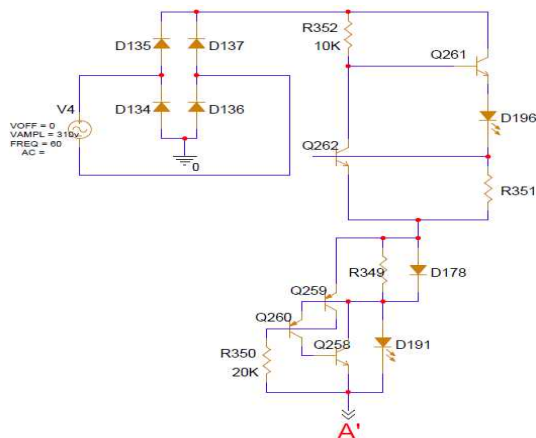 R352
10K
Q261
D135
D137
V4
D134
D136
D196
VOFF = 0
VAMPL = 310v
FREQ = 60
AC =
0
Q262
R351
R349
D178
Q259
Q260
Q258
D191
R350
20K
A'